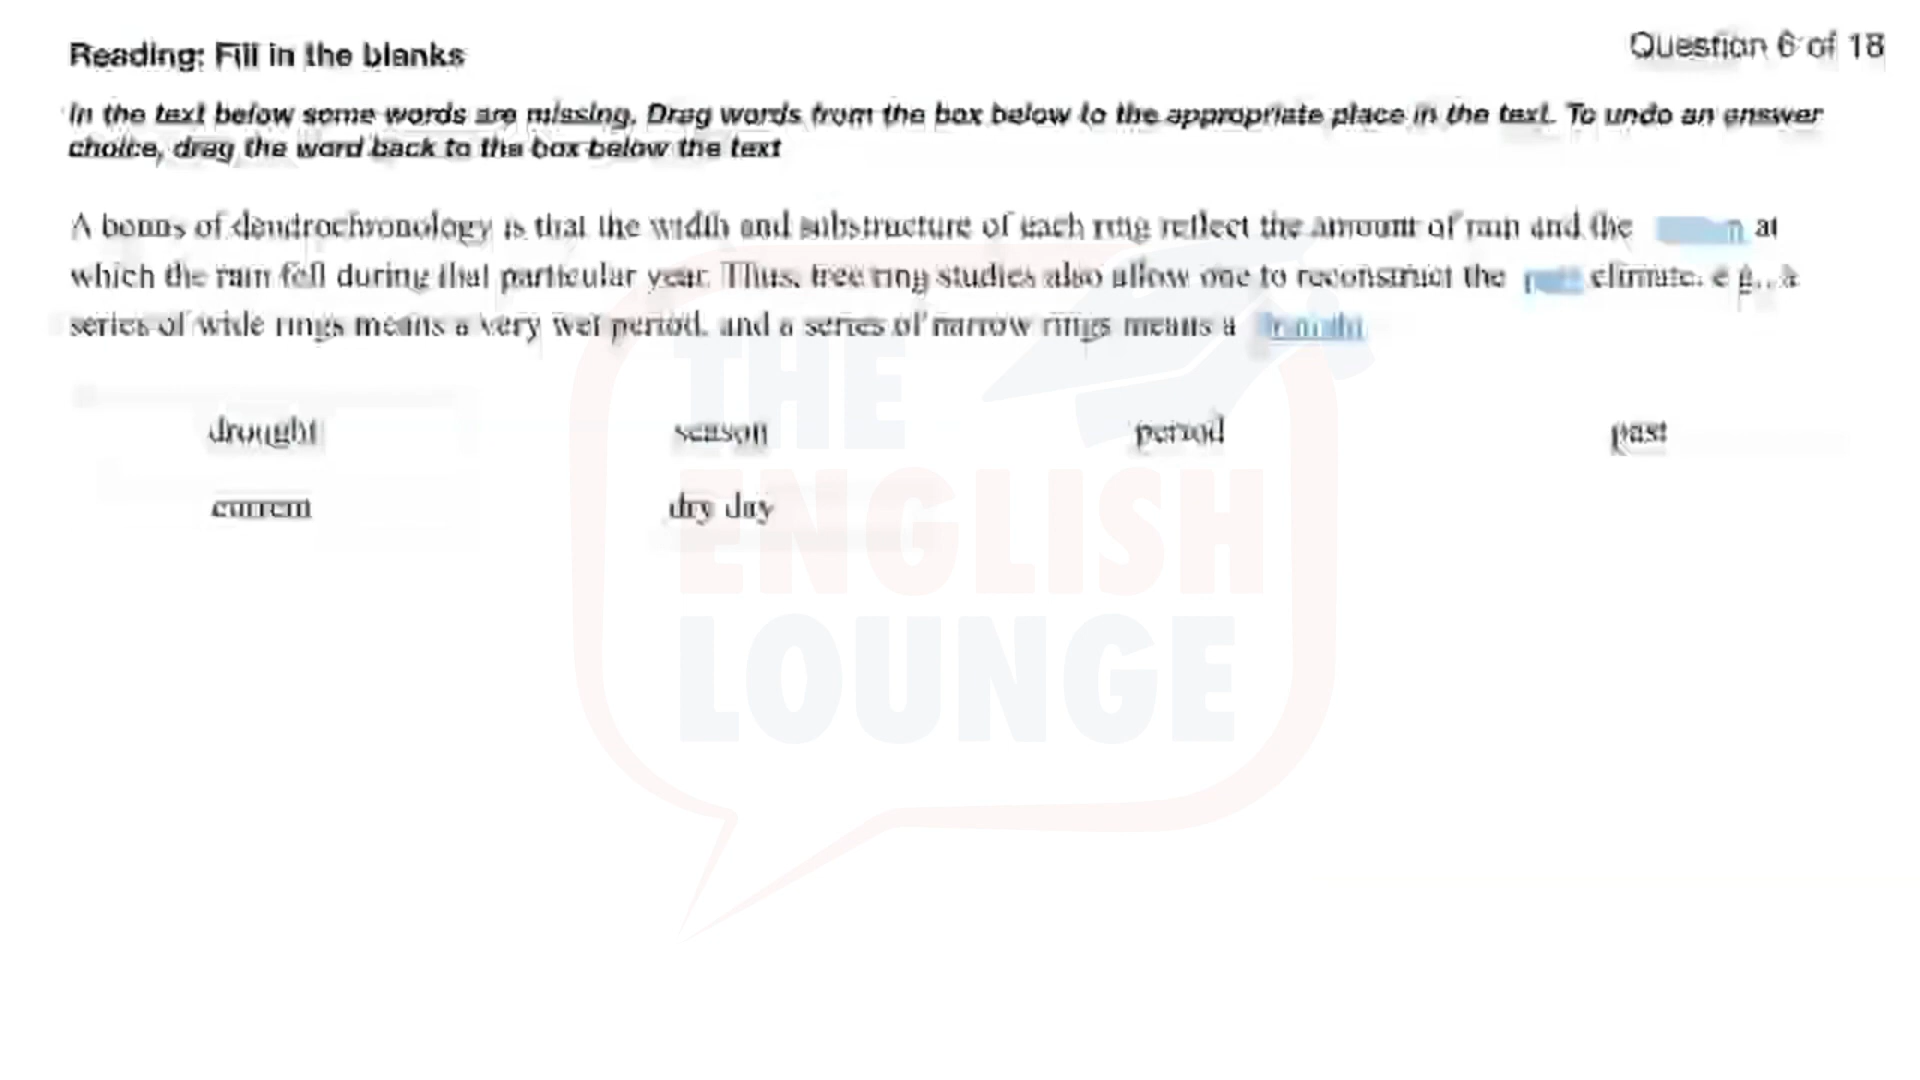 Reading: Fill in the blanks
Question 6 of 18
In the text below some words are missing. Drag words from the box below to the appropriate place in the text. To undo an answer
choice, drag the word back to the box below the text
A bonus of dendrochronology is that the width and substructure of each ring reflect the amount of rain and the at
which the rain fell during that particular year. Thus, tree ring studies also allow one to reconstruct the past climate, e.g., a
series of wide rings means a very wet period, and a series of narrow rings means a drought
drought season period past
current dry day
THE
ENGLISH
LOUNGE